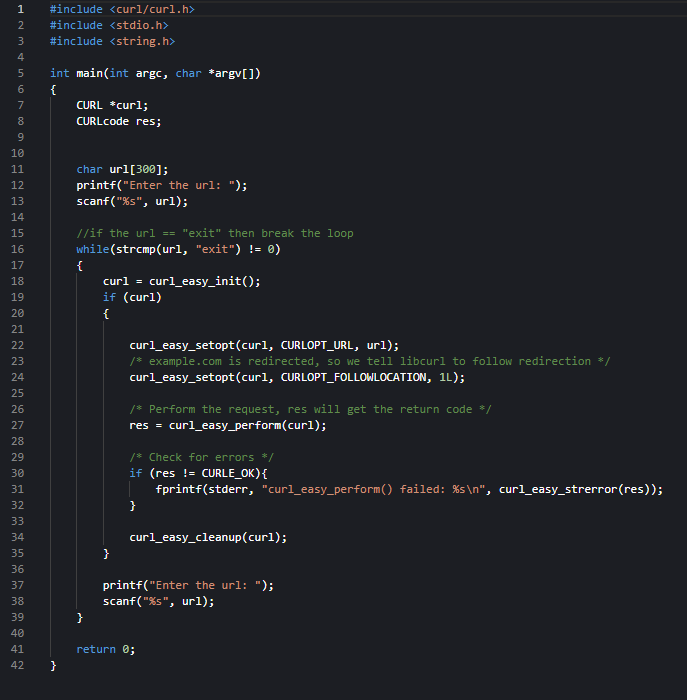 1 #include <curl/curl.h>
2 #include <stdio.h>
3 #include <string.h>
4
5 int main(int argc, char *argv[])
6 {
7     CURL *curl;
8     CURLcode res;
9
10
11     char url[300];
12     printf("Enter the url: ");
13     scanf("%s", url);
14
15     //if the url == "exit" then break the loop
16     while(strcmp(url, "exit") != 0)
17     {
18         curl = curl_easy_init();
19         if (curl)
20         {
21
22             curl_easy_setopt(curl, CURLOPT_URL, url);
23             /* example.com is redirected, so we tell libcurl to follow redirection */
24             curl_easy_setopt(curl, CURLOPT_FOLLOWLOCATION, 1L);
25
26             /* Perform the request, res will get the return code */
27             res = curl_easy_perform(curl);
28
29             /* Check for errors */
30             if (res != CURLE_OK){
31                 fprintf(stderr, "curl_easy_perform() failed: %s\n", curl_easy_strerror(res));
32             }
33
34             curl_easy_cleanup(curl);
35         }
36
37         printf("Enter the url: ");
38         scanf("%s", url);
39     }
40
41     return 0;
42 }